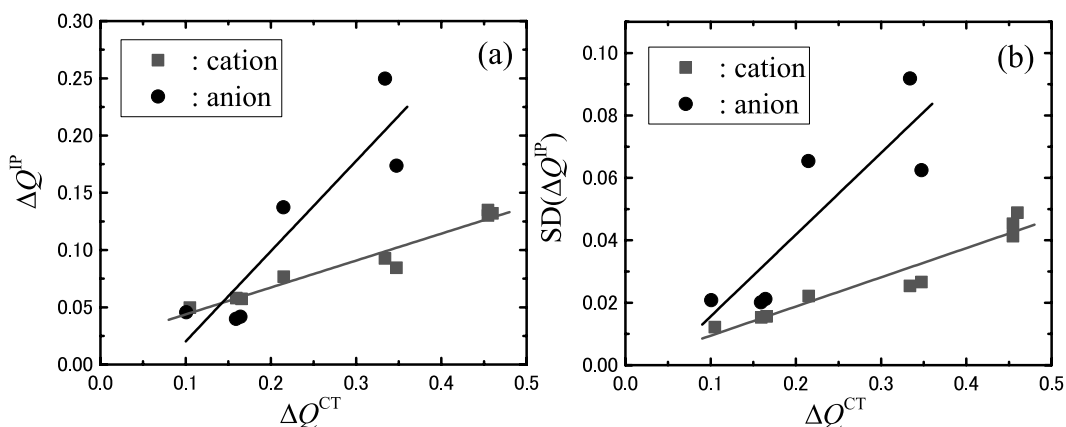 (a)
: cation
: anion
0.30
0.25
0.20
0.15
0.10
0.05
0.00
ΔQ^IP
0.0 0.1 0.2 0.3 0.4 0.5
ΔQ^CT
(b)
: cation
: anion
0.10
0.08
0.06
0.04
0.02
0.00
SD(ΔQ^IP)
0.0 0.1 0.2 0.3 0.4 0.5
ΔQ^CT